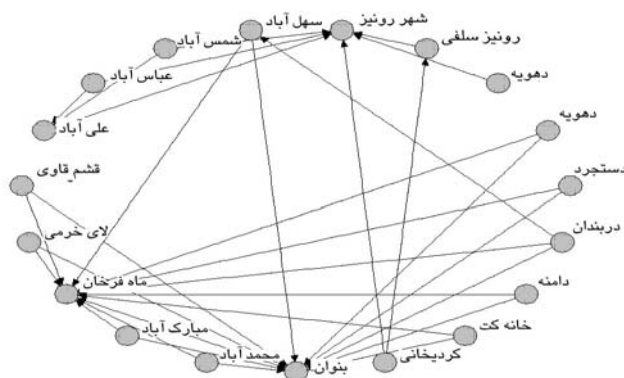 شهر رونیز
سهل آباد
شمس آباد
رونیز سلفی
عباس آباد
دهویه
علی آباد
دهویه
قشم قاوی
دستجرد
لای خرمی
دربندان
ماه فرخان
دامنه
مبارک آباد
خانه کت
محمد آباد
بنوان
کردیخانی